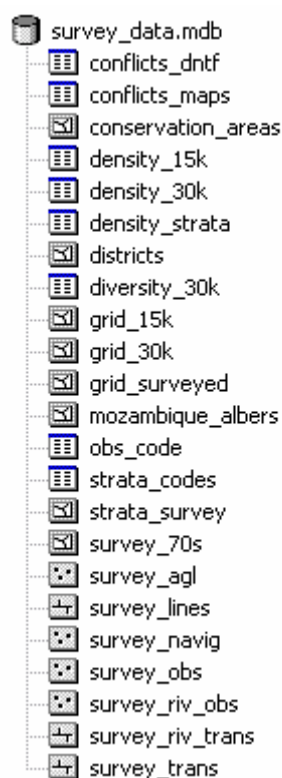 survey_data.mdb
conflicts_dntf
conflicts_maps
conservation_areas
density_15k
density_30k
density_strata
districts
diversity_30k
grid_15k
grid_30k
grid_surveyed
mozambique_albers
obs_code
strata_codes
strata_survey
survey_70s
survey_agl
survey_lines
survey_navig
survey_obs
survey_riv_obs
survey_riv_trans
survey_trans